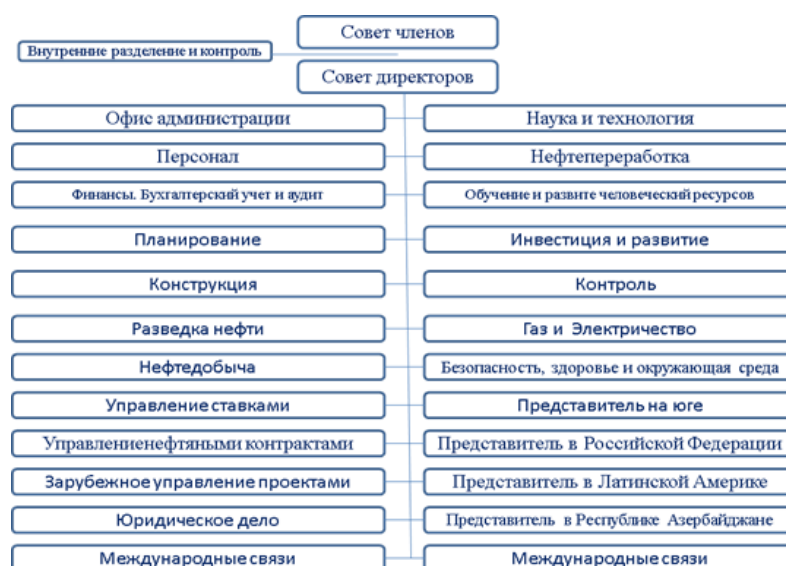 Совет членов
Внутренние разделение и контроль
Совет директоров
Офис администрации
Наука и технология
Персонал
Нефтепереработка
Финансы. Бухгалтерский учет и аудит
Обучение и развите человеческий ресурсов
Планирование
Инвестиция и развитие
Конструкция
Контроль
Разведка нефти
Газ и Электричество
Нефтедобыча
Безопасность, здоровье и окружающая среда
Управление ставками
Представитель на юге
Управлениенефтяными контрактами
Представитель в Российской Федерации
Зарубежное управление проектами
Представитель в Латинской Америке
Юридическое дело
Представитель в Республике Азербайджане
Международные связи
Международные связи